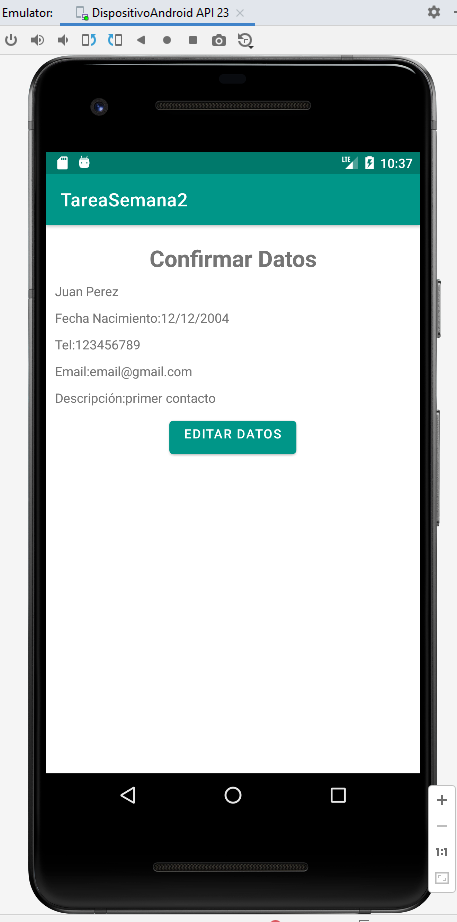 Emulator: DispositivoAndroid API 23
LTE 10:37
TareaSemana2
Confirmar Datos
Juan Perez
Fecha Nacimiento:12/12/2004
Tel:123456789
Email:email@gmail.com
Descripción:primer contacto
EDITAR DATOS
1:1